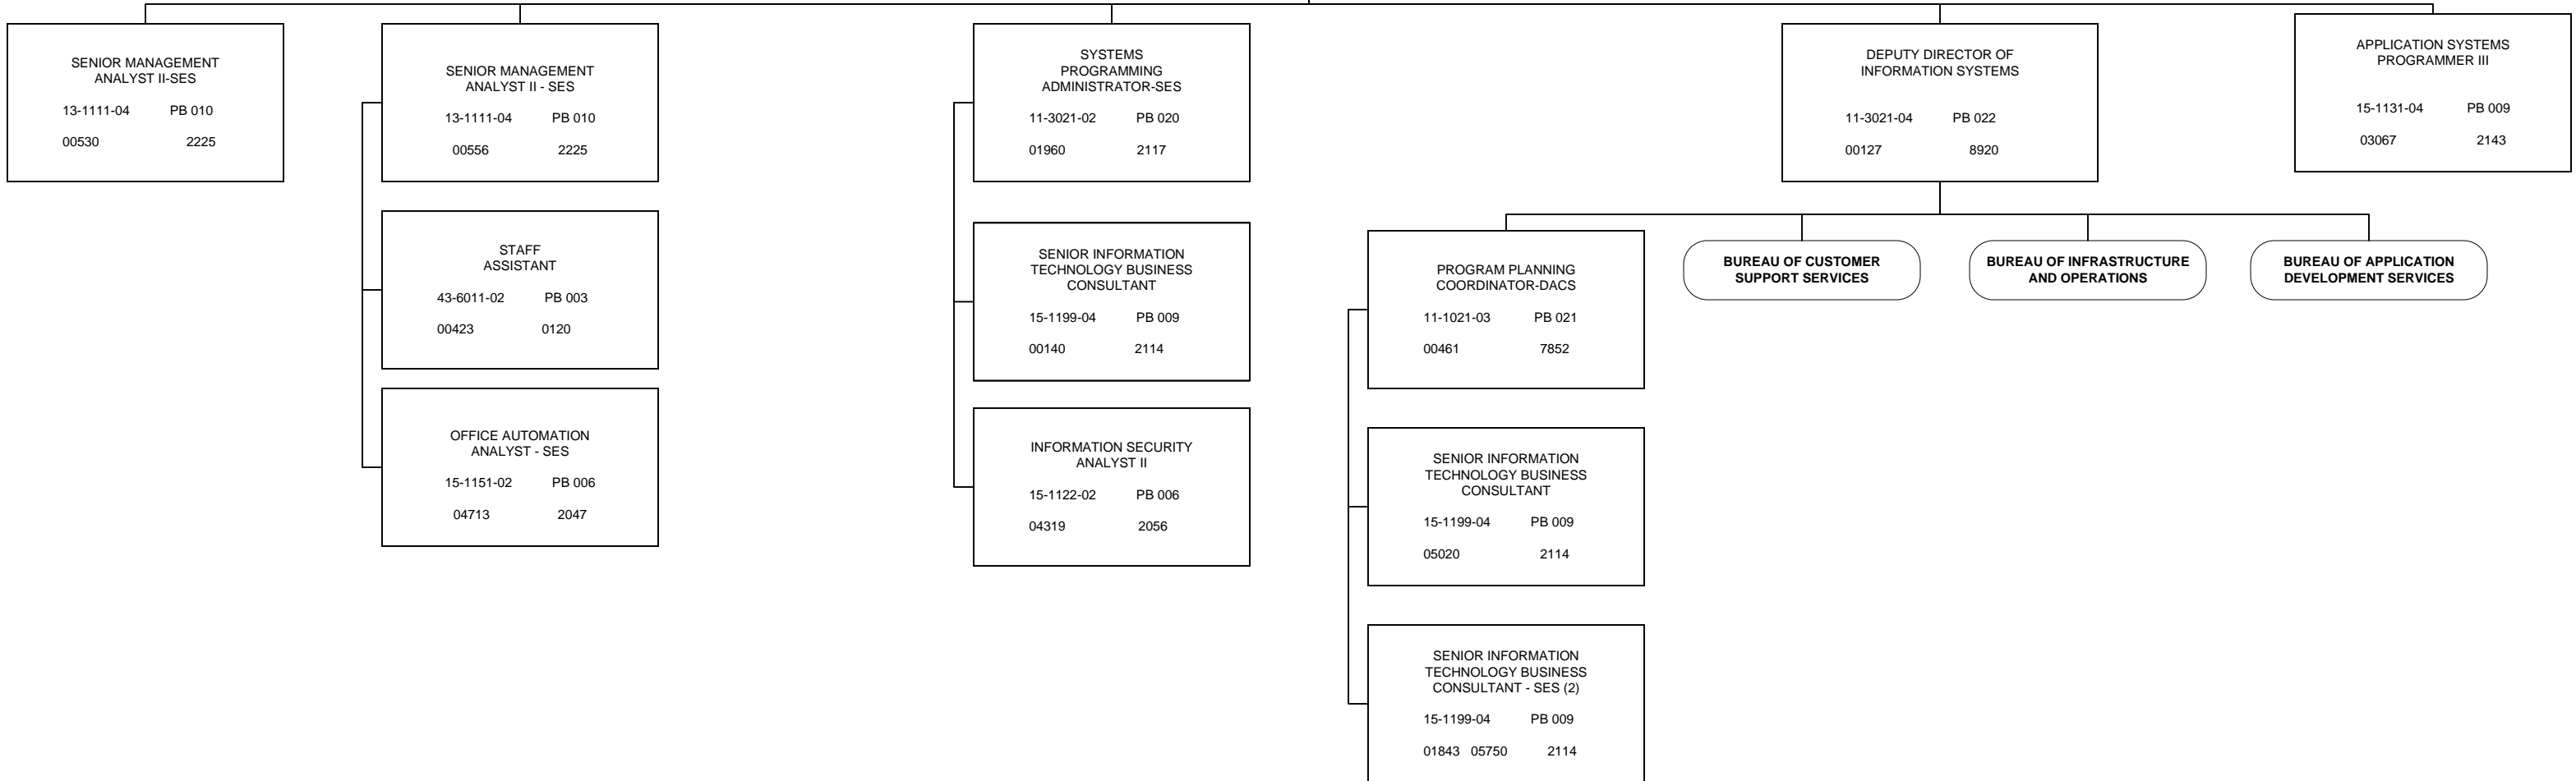 SENIOR MANAGEMENT
ANALYST II-SES
13-1111-04 PB 010
00530 2225
SENIOR MANAGEMENT
ANALYST II - SES
13-1111-04 PB 010
00556 2225
STAFF
ASSISTANT
43-6011-02 PB 003
00423 0120
OFFICE AUTOMATION
ANALYST - SES
15-1151-02 PB 006
04713 2047
SYSTEMS
PROGRAMMING
ADMINISTRATOR-SES
11-3021-02 PB 020
01960 2117
SENIOR INFORMATION
TECHNOLOGY BUSINESS
CONSULTANT
15-1199-04 PB 009
00140 2114
INFORMATION SECURITY
ANALYST II
15-1122-02 PB 006
04319 2056
DEPUTY DIRECTOR OF
INFORMATION SYSTEMS
11-3021-04 PB 022
00127 8920
PROGRAM PLANNING
COORDINATOR-DACS
11-1021-03 PB 021
00461 7852
SENIOR INFORMATION
TECHNOLOGY BUSINESS
CONSULTANT
15-1199-04 PB 009
05020 2114
SENIOR INFORMATION
TECHNOLOGY BUSINESS
CONSULTANT - SES (2)
15-1199-04 PB 009
01843 05750 2114
BUREAU OF CUSTOMER
SUPPORT SERVICES
BUREAU OF INFRASTRUCTURE
AND OPERATIONS
BUREAU OF APPLICATION
DEVELOPMENT SERVICES
APPLICATION SYSTEMS
PROGRAMMER III
15-1131-04 PB 009
03067 2143